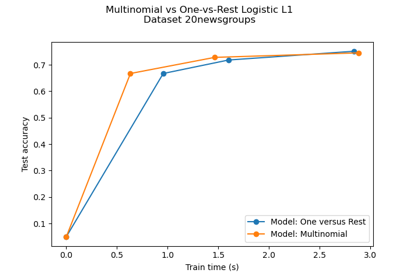 Multinomial vs One-vs-Rest Logistic L1
Dataset 20newsgroups
Test accuracy
0.7
0.6
0.5
0.4
0.3
0.2
0.1
Model: One versus Rest
Model: Multinomial
0.0 0.5 1.0 1.5 2.0 2.5 3.0
Train time (s)